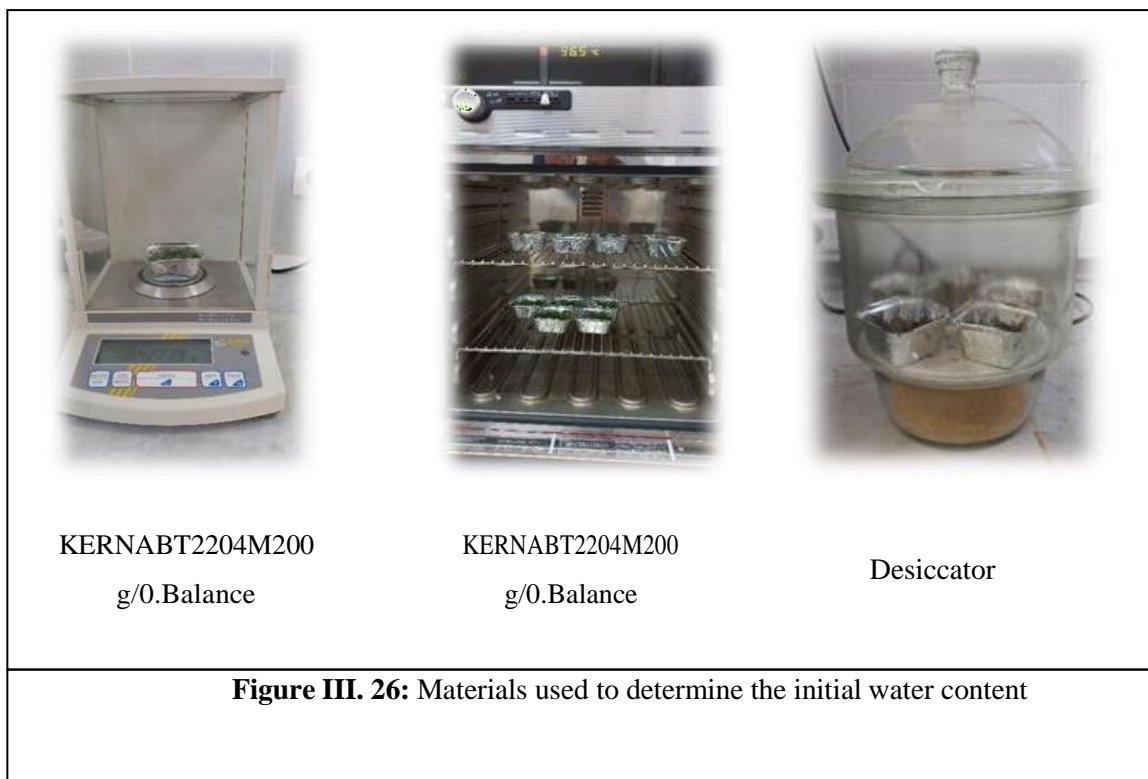 KERNABT2204M200
g/0.Balance
KERNABT2204M200
g/0.Balance
Desiccator
Figure III. 26: Materials used to determine the initial water content